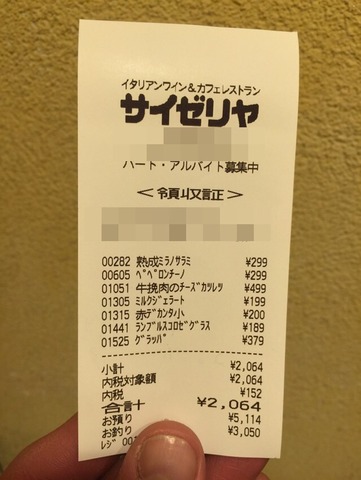 イタリアンワイン&カフェレストラン
サイゼリヤ
パート・アルバイト募集中
<領収証>
00282 熟成ミラノサラミ ¥299
00605 ペペロンチーノ ¥299
01051 牛挽肉のチーズカツレツ ¥499
01305 ミルクジェラート ¥199
01315 赤デカンタ小 ¥200
01441 ランブルスコロゼグラス ¥189
01525 グラッパ ¥379
小計 ¥2,064
内税対象額 ¥2,064
内税 ¥152
合計 ¥2,064
お預り ¥5,114
お釣り ¥3,050
レジ